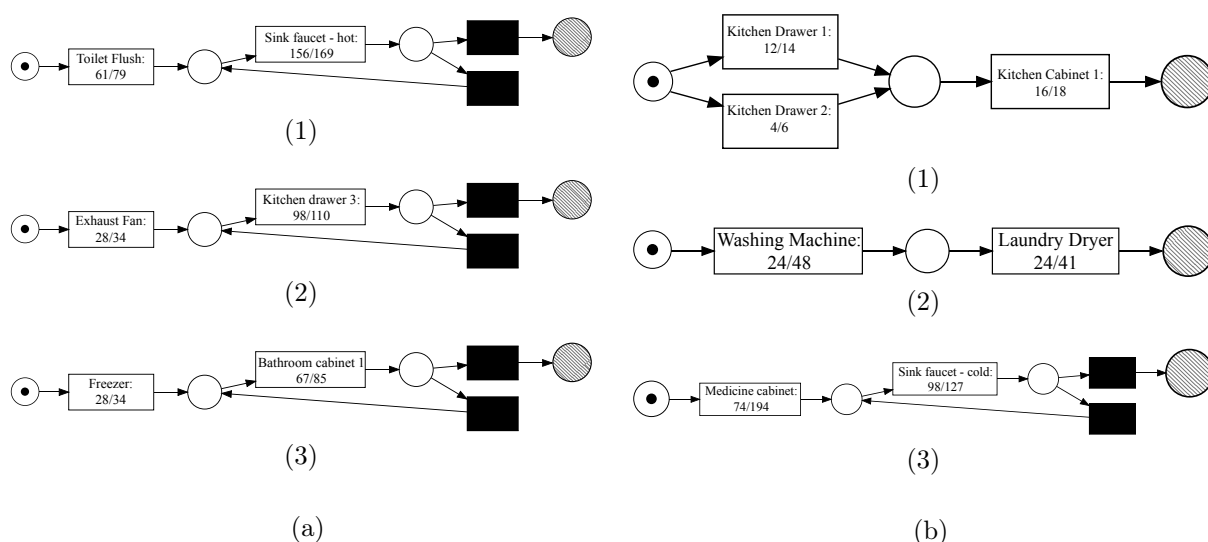 Toilet Flush:
61/79
Sink faucet - hot:
156/169
(1)
Exhaust Fan:
28/34
Kitchen drawer 3:
98/110
(2)
Freezer:
28/34
Bathroom cabinet 1
67/85
(3)
(a)
Kitchen Drawer 1:
12/14
Kitchen Drawer 2:
4/6
Kitchen Cabinet 1:
16/18
(1)
Washing Machine:
24/48
Laundry Dryer
24/41
(2)
Medicine cabinet:
74/194
Sink faucet - cold:
98/127
(3)
(b)